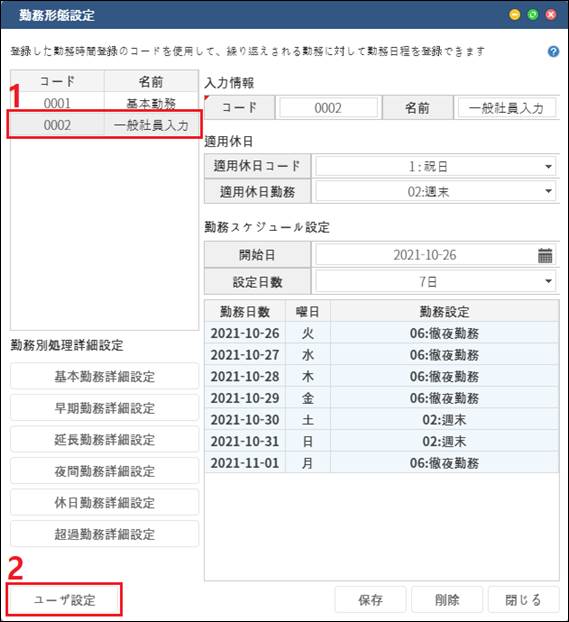 勤務形態設定
登録した勤務時間登録のコードを使用して、繰り返えされる勤務に対して勤務日程を登録できます
?
1
コード 名前
0001 基本勤務
0002 一般社員入力
入力情報
コード 0002 名前 一般社員入力
適用休日
適用休日コード 1:祝日
適用休日勤務 02:週末
勤務スケジュール設定
開始日 2021-10-26
設定日数 7日
勤務日数 曜日 勤務設定
2021-10-26 火 06:徹夜勤務
2021-10-27 水 06:徹夜勤務
2021-10-28 木 06:徹夜勤務
2021-10-29 金 06:徹夜勤務
2021-10-30 土 02:週末
2021-10-31 日 02:週末
2021-11-01 月 06:徹夜勤務
勤務別処理詳細設定
基本勤務詳細設定
早期勤務詳細設定
延長勤務詳細設定
夜間勤務詳細設定
休日勤務詳細設定
超過勤務詳細設定
2
ユーザ設定
保存 削除 閉じる